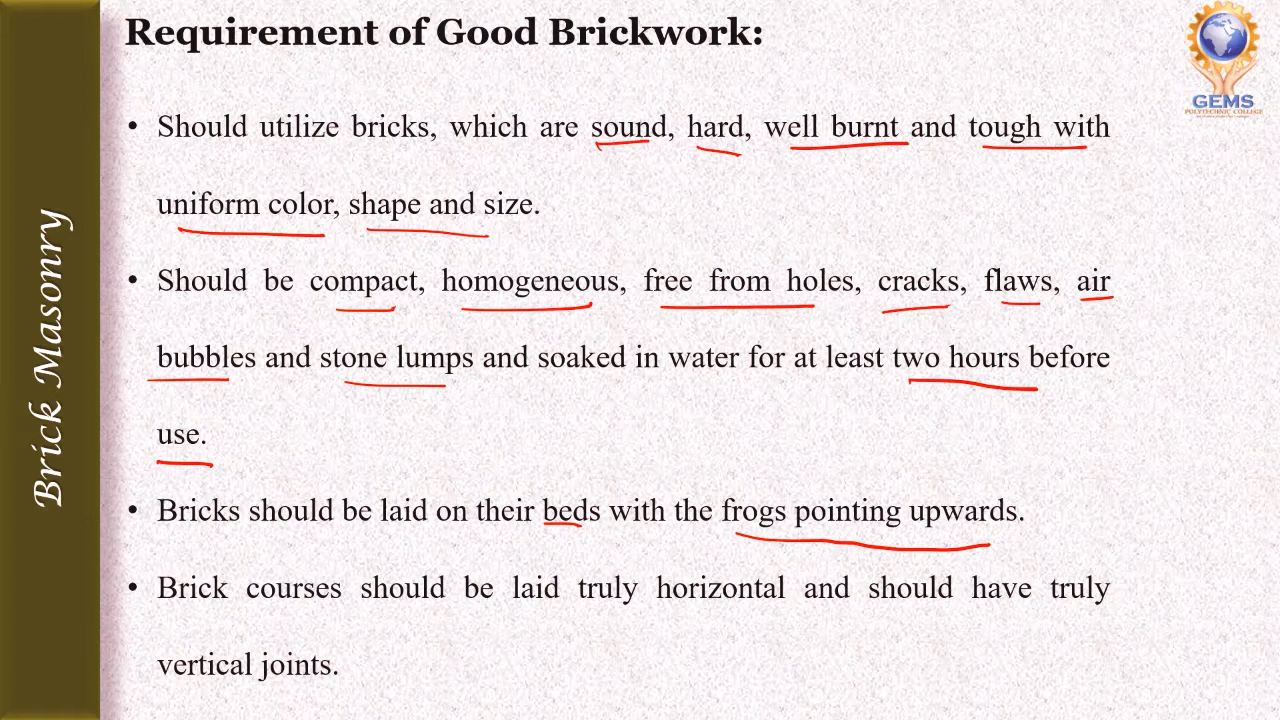 Requirement of Good Brickwork:
GEMS
POLYTECHNIC COLLEGE
• Should utilize bricks, which are sound, hard, well burnt and tough with
uniform color, shape and size.
• Should be compact, homogeneous, free from holes, cracks, flaws, air
bubbles and stone lumps and soaked in water for at least two hours before
use.
• Bricks should be laid on their beds with the frogs pointing upwards.
• Brick courses should be laid truly horizontal and should have truly
vertical joints.
Brick Masonry